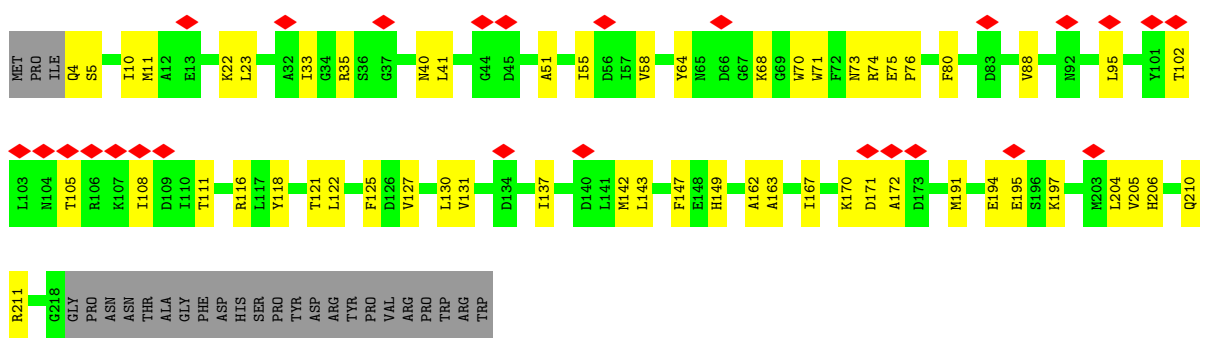 MET PRO ILE Q4 S5 I10 M11 A12 E13 K22 L23 A32 I33 G34 R35 S36 G37 N40 L41 G44 D45 A51 I55 D56 I57 V58 Y64 N65 D66 G67 K68 G69 W70 W71 F72 N73 R74 E75 P76 F80 D83 V88 N92 L95 Y101 T102
L103 N104 T105 R106 K107 I108 D109 I110 T111 R116 L117 Y118 T121 L122 F125 D126 V127 L130 V131 D134 I137 D140 L141 M142 L143 F147 E148 H149 A162 A163 I167 K170 D171 A172 D173 M191 E194 E195 S196 K197 M203 L204 V205 H206 Q210
R211 G218 GLY PRO ASN ASN THR ALA GLY PHE ASP HIS SER PRO TYR ASP ARG TYR PRO VAL ARG PRO TRP ARG TRP